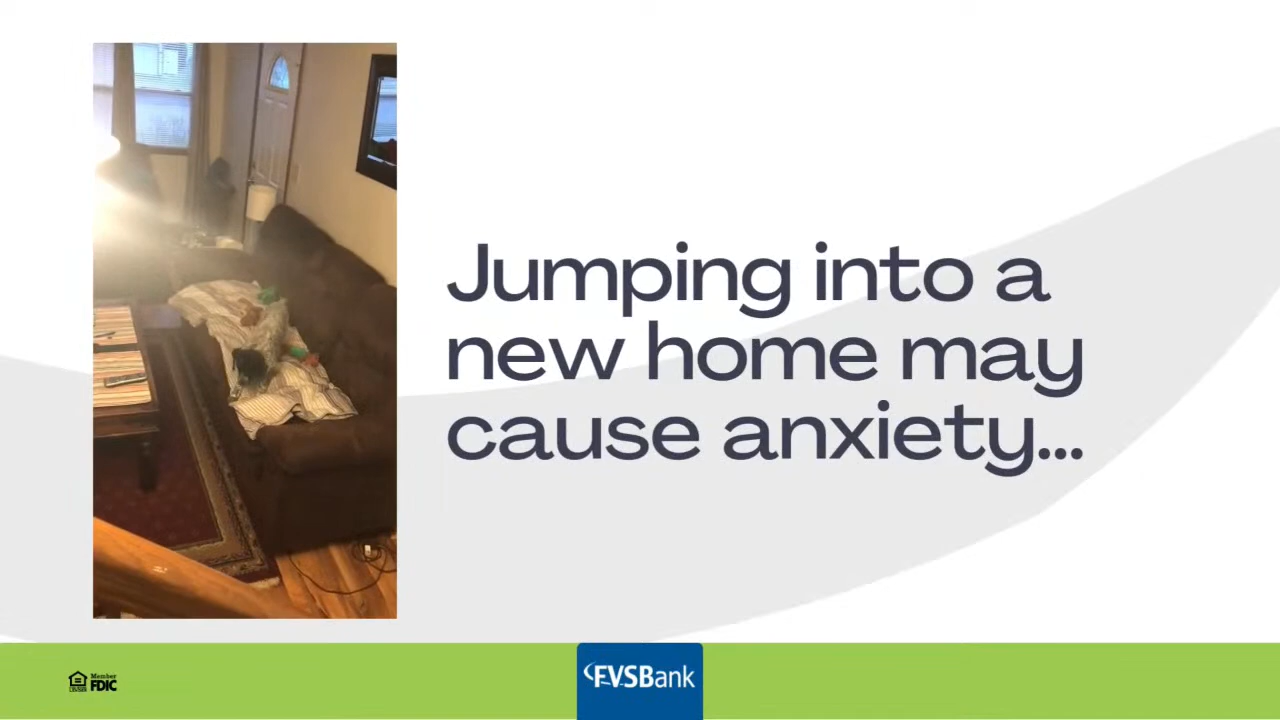 Jumping into a
new home may
cause anxiety...
Member
FDIC
FVSBank